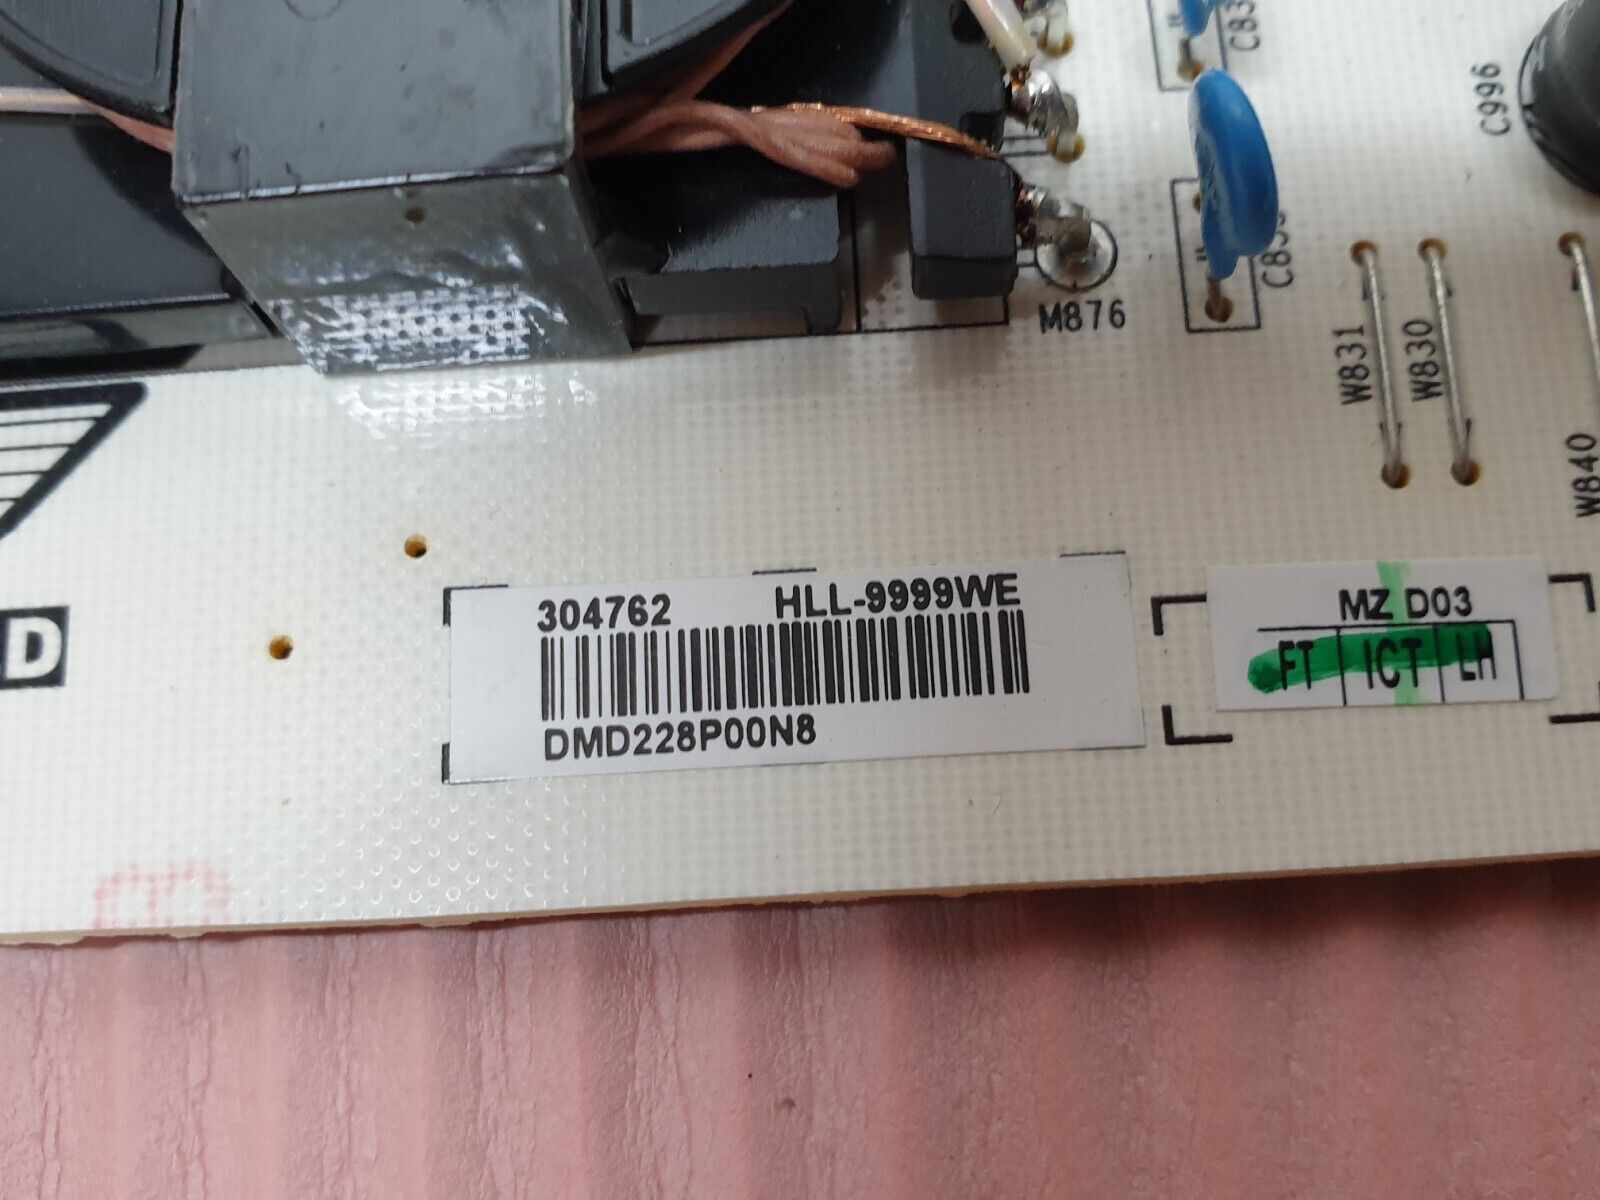 C996
M876
W831
W830
W840
D
304762 HLL-9999WE
DMD228P00N8
MZ D03
FT ICT LH